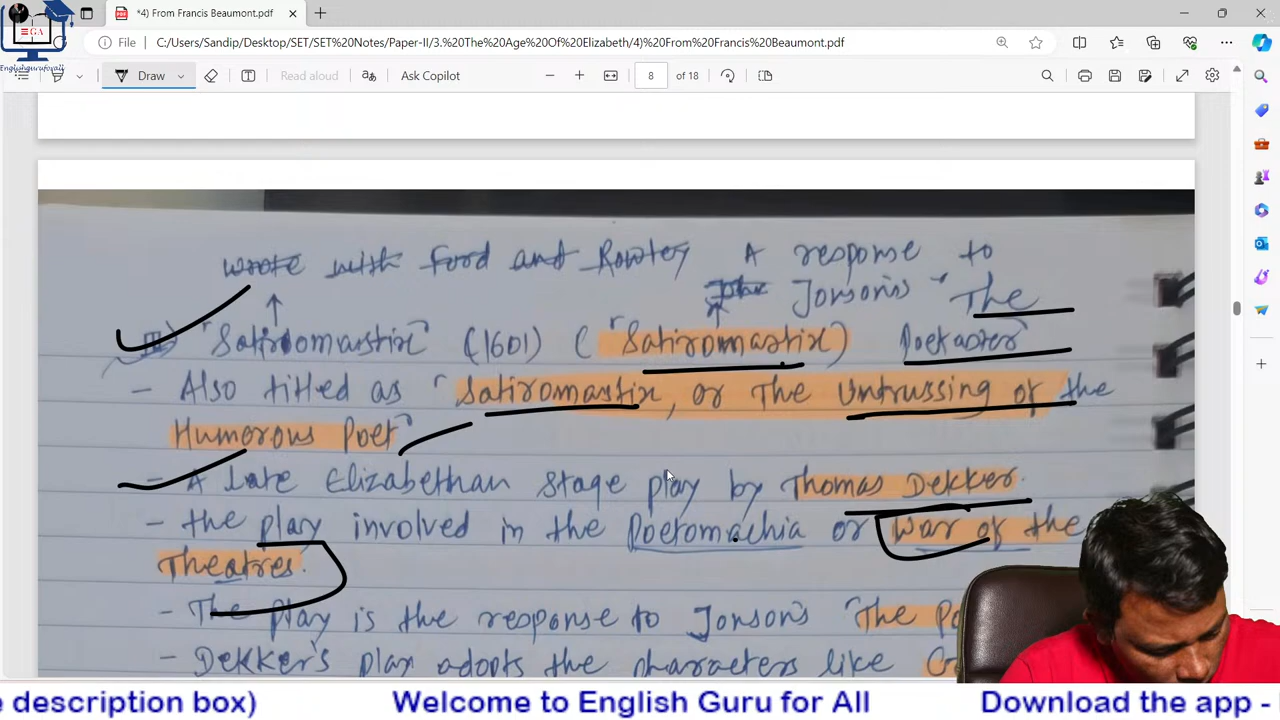 EGA
Englishguruforall
*4) From Francis Beaumont.pdf
File
C:/Users/Sandip/Desktop/SET/SET%20Notes/Paper-II/3.%20The%20Age%20Of%20Elizabeth/4)%20From%20Francis%20Beaumont.pdf
Draw
Read aloud
Ask Copilot
8 of 18
wrote with Ford and Rowley A response to
Jonson's "The
"Satiromastix" (1601) ("Satiromastix) Poetaster"
- Also titled as "Satiromastix, or The Untrussing of the
Humorous Poet"
- A Late Elizabethan stage play by Thomas Dekker.
- the play involved in the Poetomachia or War of the
Theatres.
- The play is the response to Jonson's "The Po
- Dekker's play adopts the characters like
e description box) Welcome to English Guru for All Download the app -